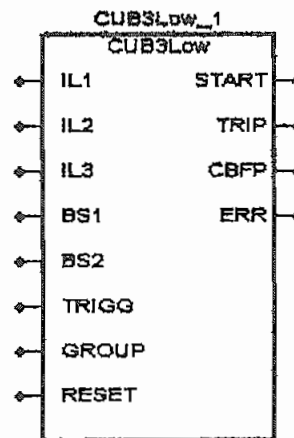 CUB3Low_1
CUB3Low
IL1 START
IL2 TRIP
IL3 CBFP
BS1 ERR
BS2
TRIGG
GROUP
RESET